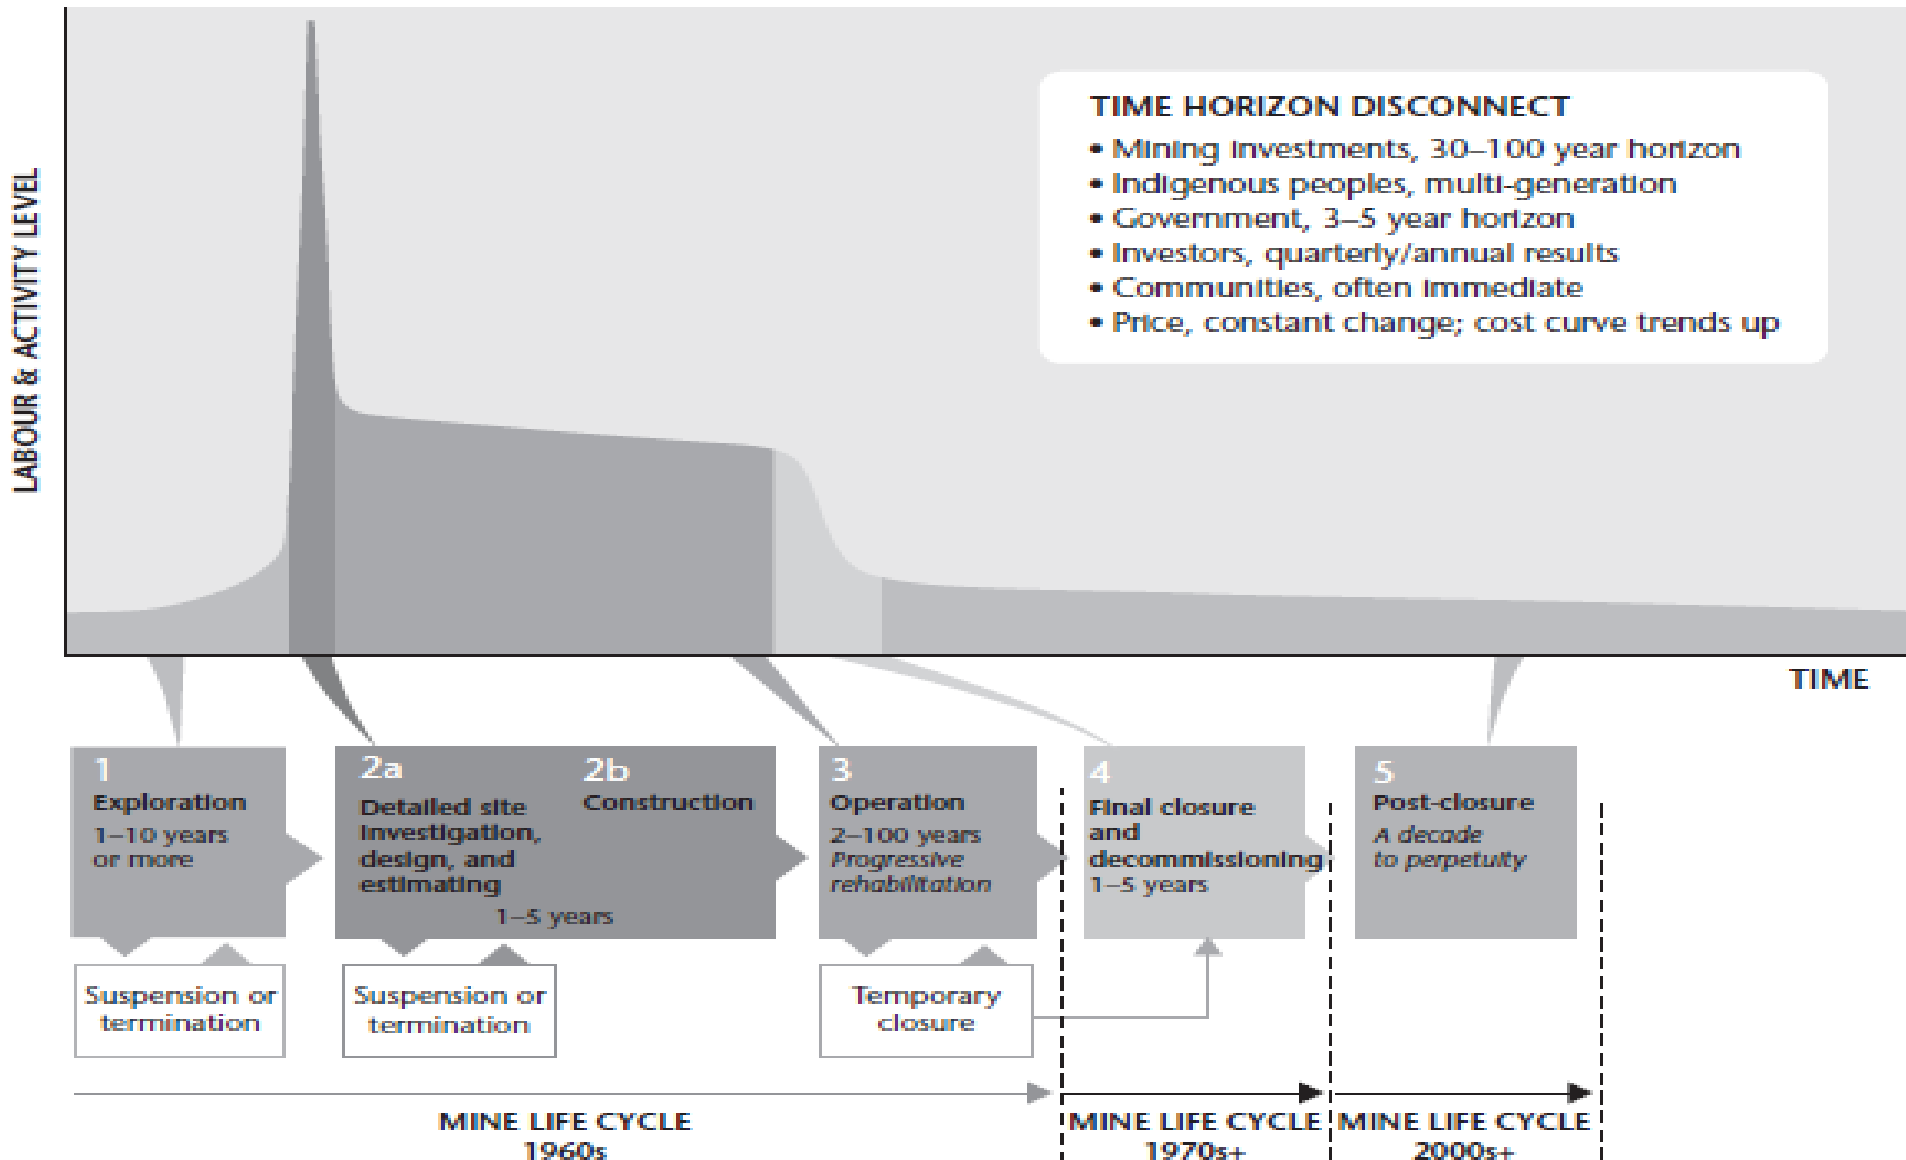 TIME HORIZON DISCONNECT
• Mining investments, 30–100 year horizon
• Indigenous peoples, multi-generation
• Government, 3–5 year horizon
• Investors, quarterly/annual results
• Communities, often immediate
• Price, constant change; cost curve trends up
LABOUR & ACTIVITY LEVEL
TIME
1
Exploration
1–10 years
or more
2a
Detailed site
investigation,
design, and
estimating
2b
Construction
1–5 years
3
Operation
2–100 years
Progressive
rehabilitation
4
Final closure
and
decommissioning
1–5 years
5
Post-closure
A decade
to perpetuity
Suspension or
termination
Suspension or
termination
Temporary
closure
MINE LIFE CYCLE
1960s
MINE LIFE CYCLE
1970s+
MINE LIFE CYCLE
2000s+